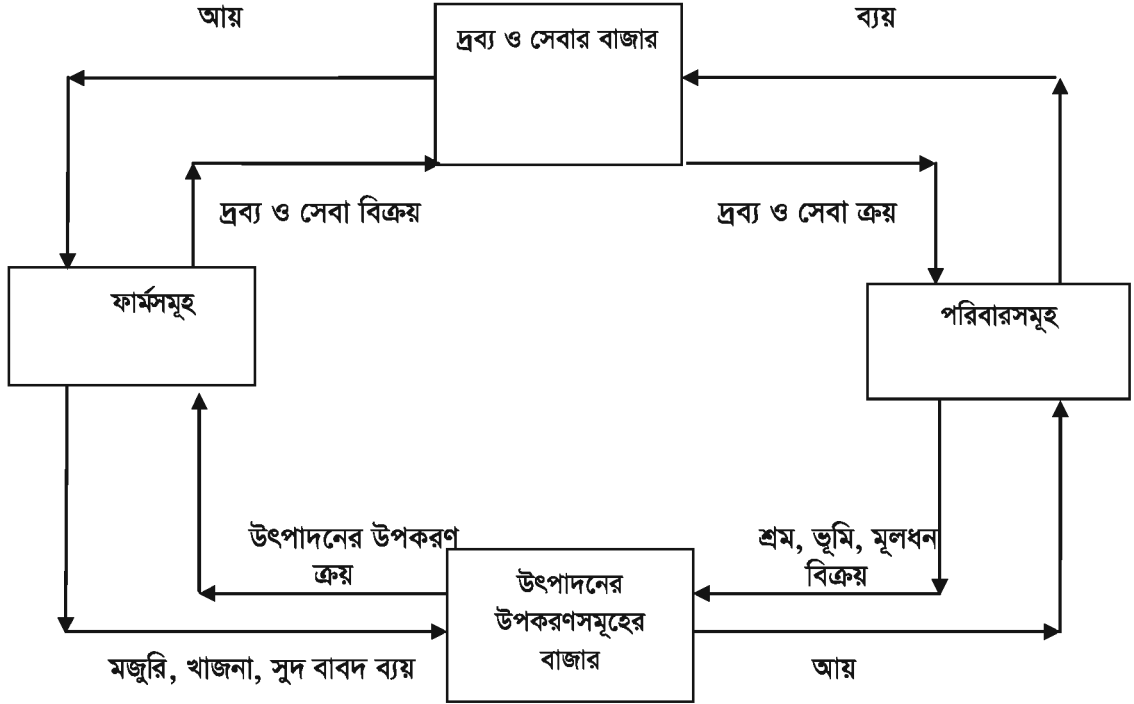 আয়
দ্রব্য ও সেবার বাজার
ব্যয়
দ্রব্য ও সেবা বিক্রয়
দ্রব্য ও সেবা ক্রয়
ফার্মসমূহ
পরিবারসমূহ
উৎপাদনের উপকরণ
ক্রয়
শ্রম, ভূমি, মূলধন
বিক্রয়
উৎপাদনের
উপকরণসমূহের
বাজার
মজুরি, খাজনা, সুদ বাবদ ব্যয়
আয়